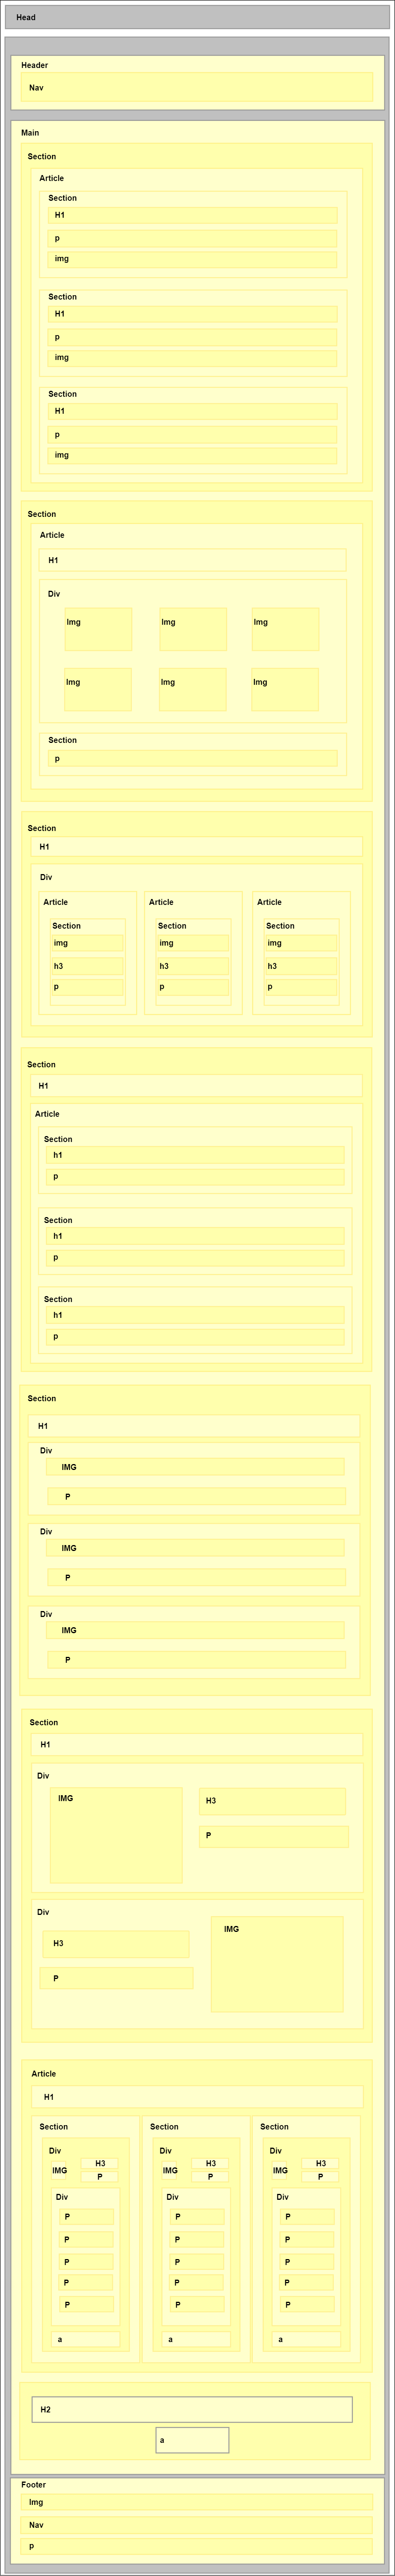 Head
Header
Nav
Main
Section
Article
Section
H1
p
img
Section
H1
p
img
Section
H1
p
img
Section
Article
H1
Div
Img Img Img
Img Img Img
Section
p
Section
H1
Div
Article Article Article
Section Section Section
img img img
h3 h3 h3
p p p
Section
H1
Article
Section
h1
p
Section
h1
p
Section
h1
p
Section
H1
Div
IMG
P
Div
IMG
P
Div
IMG
P
Section
H1
Div
IMG
H3
P
Div
IMG
H3
P
Article
H1
Section Section Section
Div Div Div
H3 H3 H3
IMG IMG IMG
P P P
Div Div Div
P P P
P P P
P P P
P P P
P P P
a a a
H2
a
Footer
Img
Nav
p